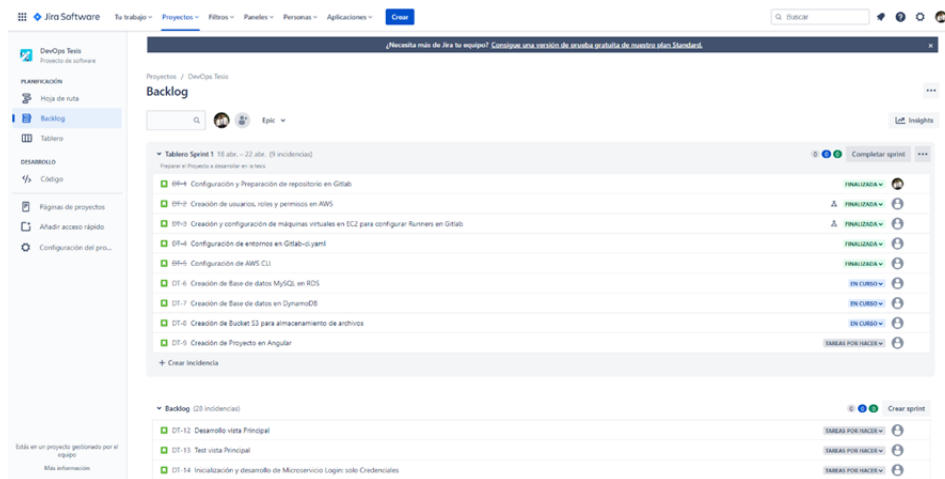 Jira Software Tu trabajo Proyectos Filtros Paneles Personas Aplicaciones Crear Buscar
¿Necesita más de Jira tu equipo? Consigue una versión de prueba gratuita de nuestro plan Standard.
DevOps Tesis
Proyecto de software
PLANIFICACIÓN
Hoja de ruta
Backlog
Tablero
DESARROLLO
Código
Páginas de proyectos
Añadir acceso rápido
Configuración del pro...
Estás en un proyecto gestionado por el
equipo
Más información
Proyectos / DevOps Tesis
Backlog
Epic Insights
Tablero Sprint 1 18 abr. – 22 abr. (9 incidencias) 0 0 0 Completar sprint
Preparar el Proyecto a desarrollar en la tesis
DT-1 Configuración y Preparación de repositorio en Gitlab FINALIZADA
DT-2 Creación de usuarios, roles y permisos en AWS FINALIZADA
DT-3 Creación y configuración de máquinas virtuales en EC2 para configurar Runners en Gitlab FINALIZADA
DT-4 Configuración de entornos en Gitlab-ci.yaml FINALIZADA
DT-5 Configuración de AWS CLI FINALIZADA
DT-6 Creación de Base de datos MySQL en RDS EN CURSO
DT-7 Creación de Base de datos en DynamoDB EN CURSO
DT-8 Creación de Bucket S3 para almacenamiento de archivos EN CURSO
DT-9 Creación de Proyecto en Angular TAREAS POR HACER
+ Crear incidencia
Backlog (28 incidencias) 0 0 0 Crear sprint
DT-12 Desarrollo vista Principal TAREAS POR HACER
DT-13 Test vista Principal TAREAS POR HACER
DT-14 Inicialización y desarrollo de Microservicio Login: solo Credenciales TAREAS POR HACER